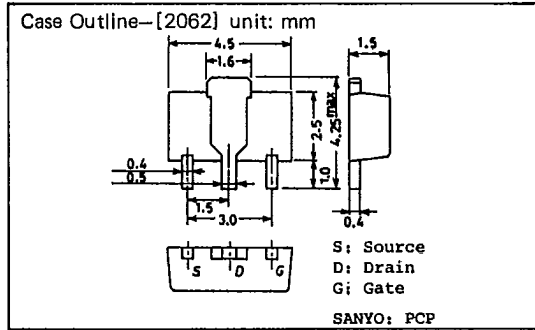 Case Outline—[2062] unit: mm
4.5
1.6
1.5
2-5
4.25max
1.0
0.4
0.5
1.5
3.0
0.4
S D G
S: Source
D: Drain
G: Gate
SANYO: PCP